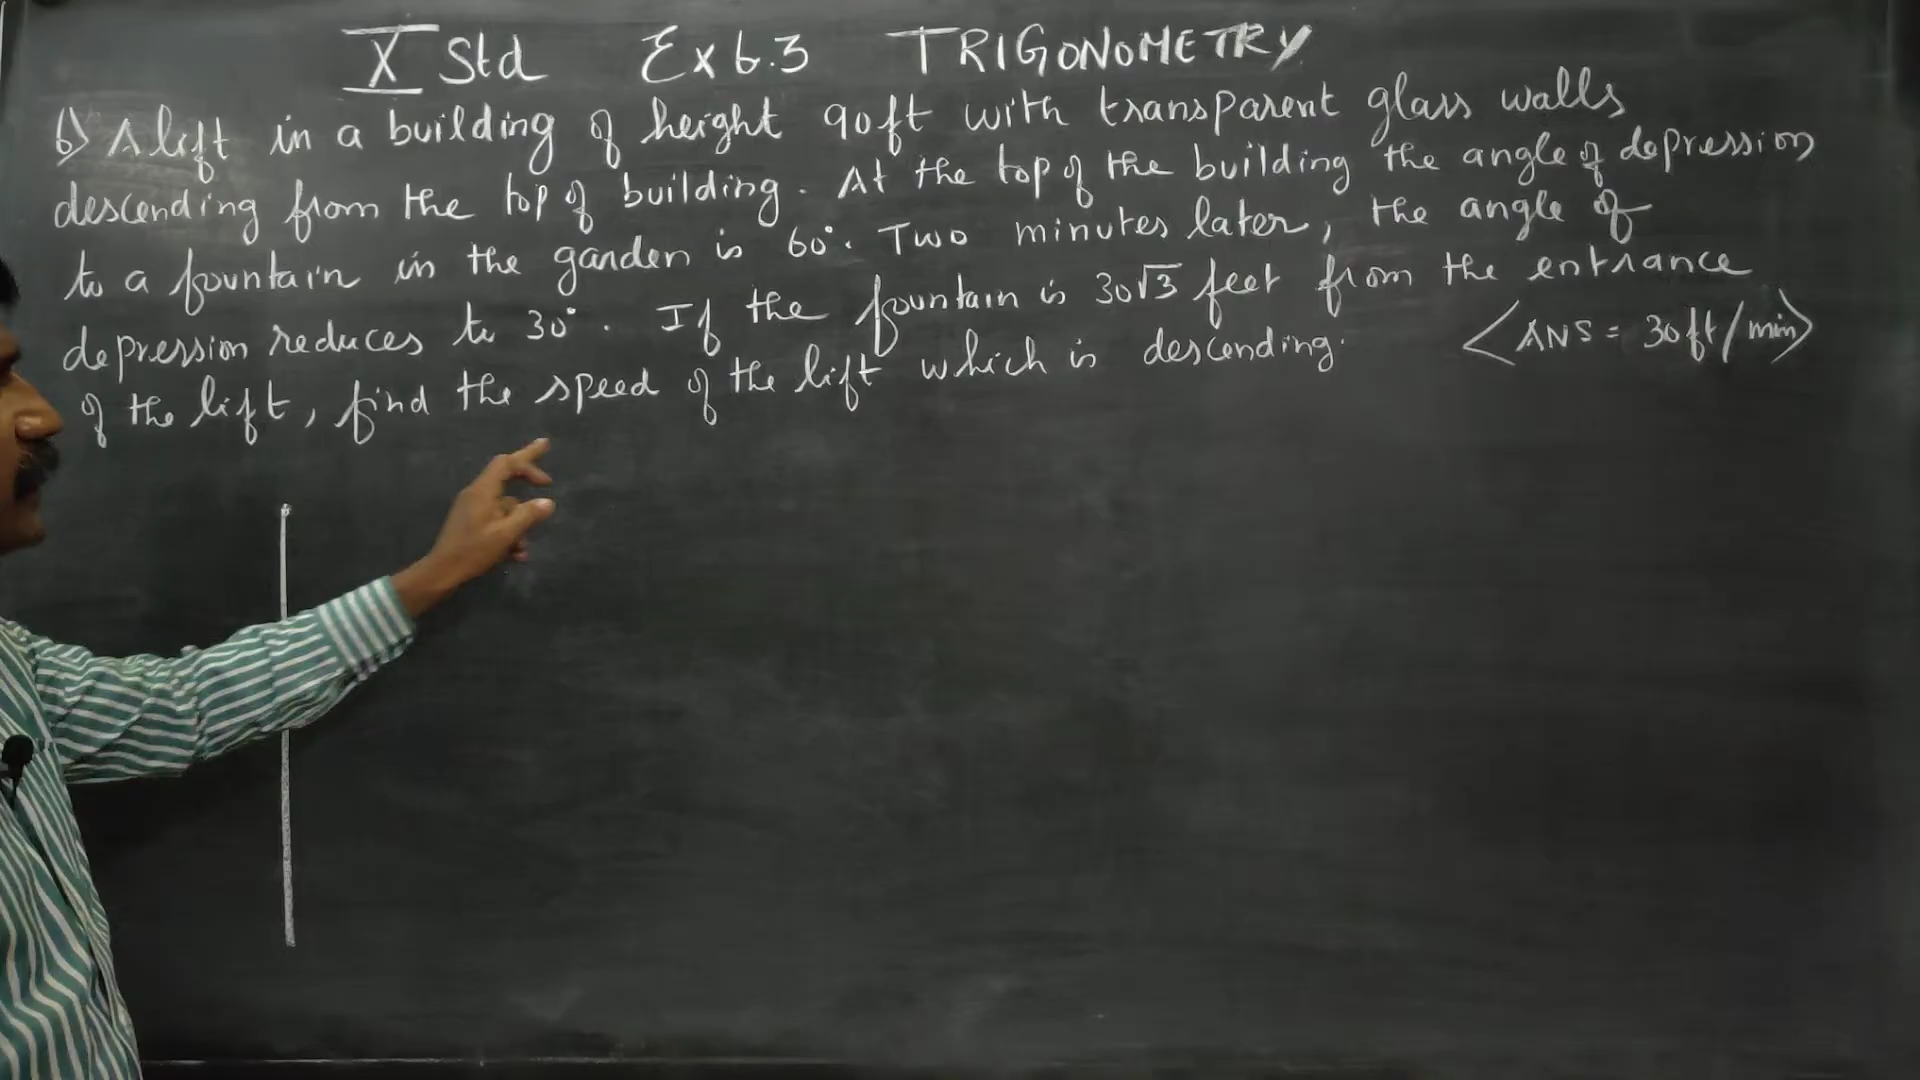 X Std Ex 6.3 TRIGONOMETRY
6) A lift in a building of height 90ft with transparent glass walls
descending from the top of building. At the top of the building the angle of depression
to a fountain in the garden is 60°. Two minutes later, the angle of
depression reduces to 30°. If the fountain is 30√3 feet from the entrance
of the lift, find the speed of the lift which is descending.
<ANS = 30ft/min>